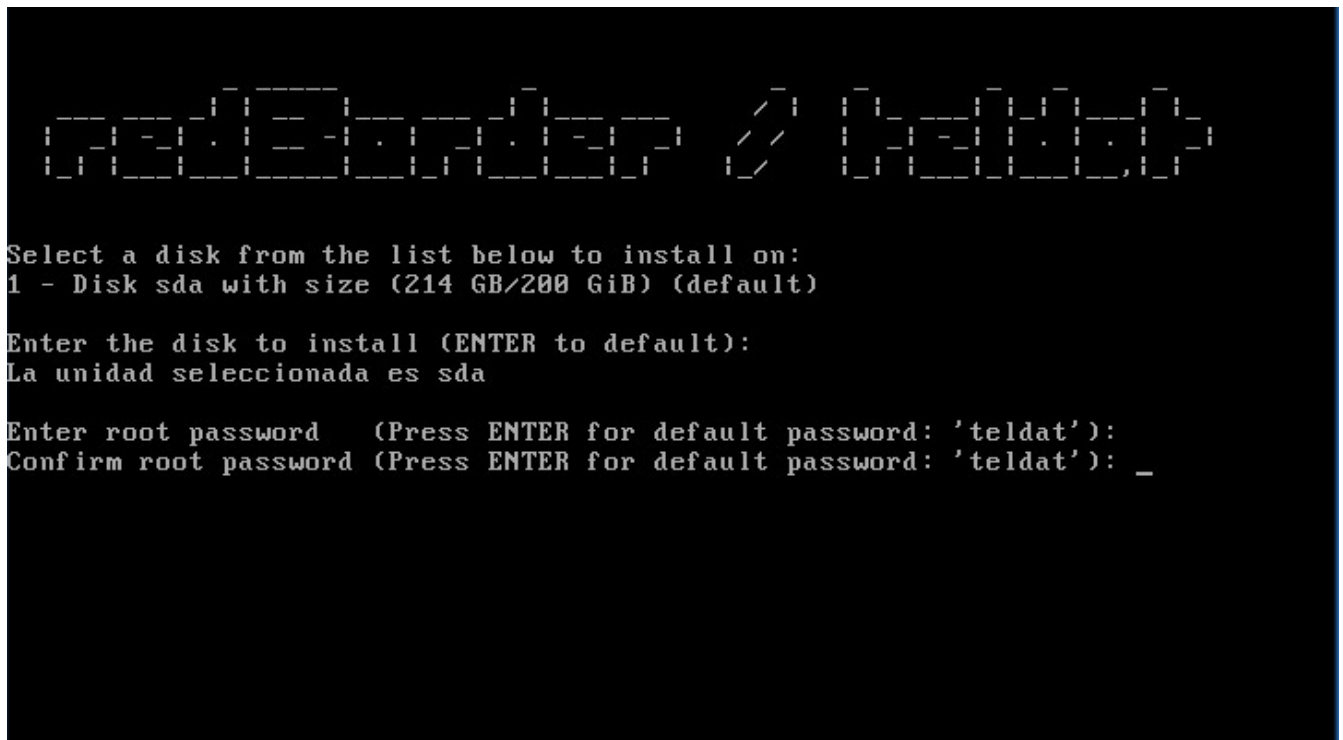 redBorder / teldat
Select a disk from the list below to install on:
1 - Disk sda with size (214 GB/200 GiB) (default)
Enter the disk to install (ENTER to default):
La unidad seleccionada es sda
Enter root password   (Press ENTER for default password: 'teldat'):
Confirm root password (Press ENTER for default password: 'teldat'): _